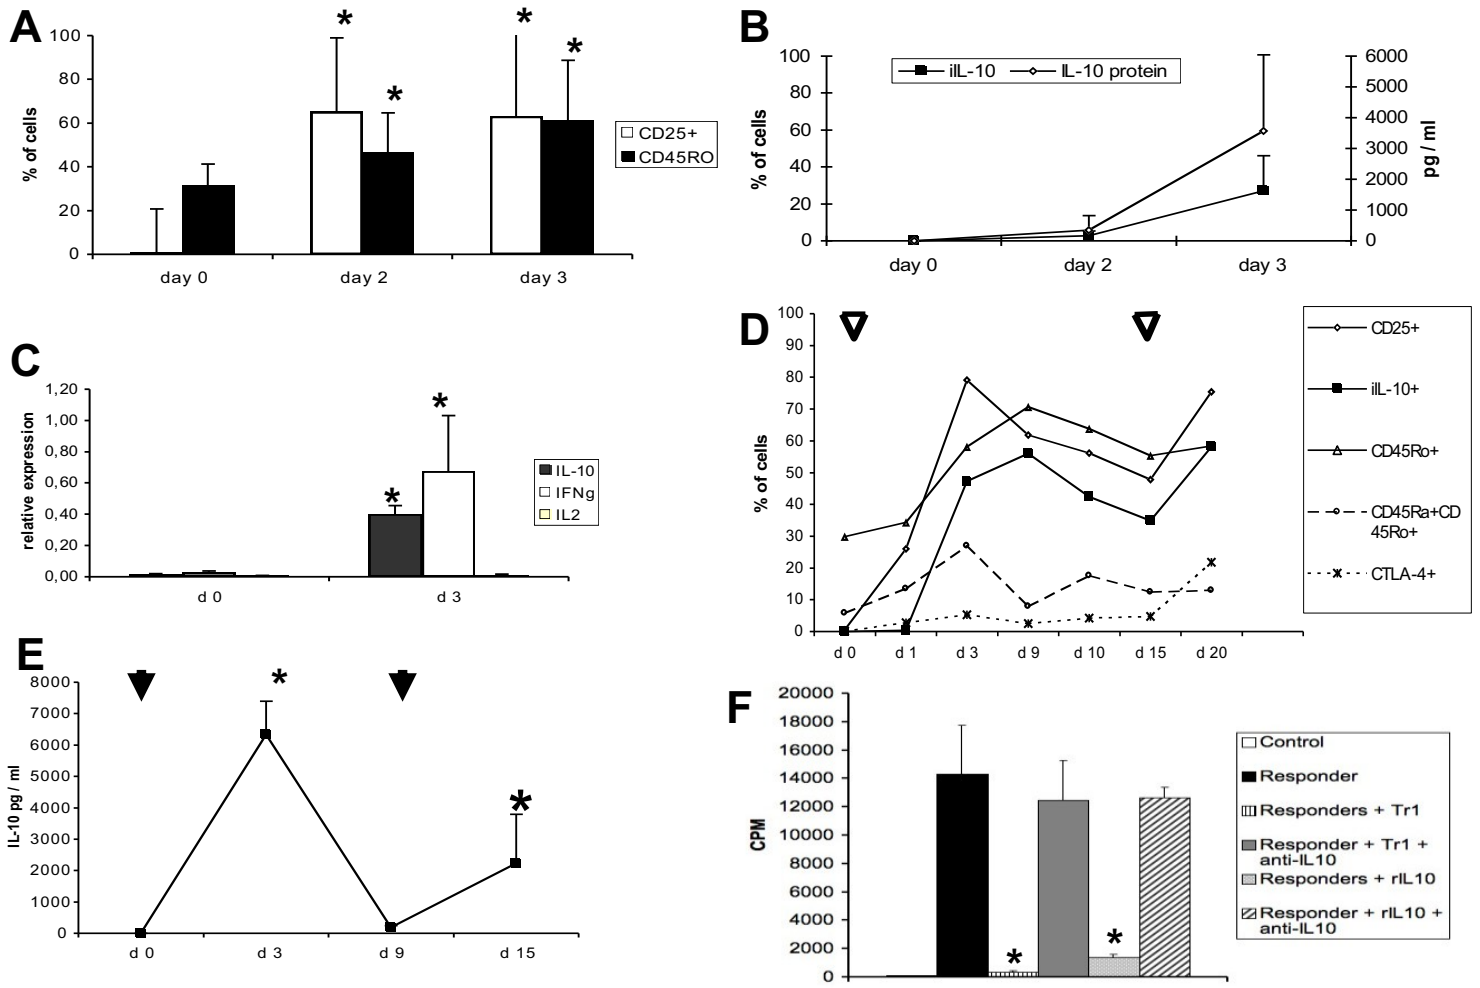 A
% of cells
100
80
60
40
20
0
* * * *
day 0 day 2 day 3
CD25+
CD45RO
B
% of cells
100
80
60
40
20
0
iIL-10 IL-10 protein
6000
5000
4000
3000
2000
1000
0
pg / ml
day 0 day 2 day 3
C
relative expression
1,20
1,00
0,80
0,60
0,40
0,20
0,00
* *
d 0 d 3
IL-10
IFNg
IL2
D
% of cells
100
90
80
70
60
50
40
30
20
10
0
d 0 d 1 d 3 d 9 d 10 d 15 d 20
CD25+
iIL-10+
CD45Ro+
CD45Ra+CD
45Ro+
CTLA-4+
E
IL-10 pg / ml
8000
7000
6000
5000
4000
3000
2000
1000
0
* *
d 0 d 3 d 9 d 15
F
CPM
20000
18000
16000
14000
12000
10000
8000
6000
4000
2000
0
* *
Control
Responder
Responders + Tr1
Responder + Tr1 +
anti-IL10
Responders + rIL10
Responder + rIL10 +
anti-IL10